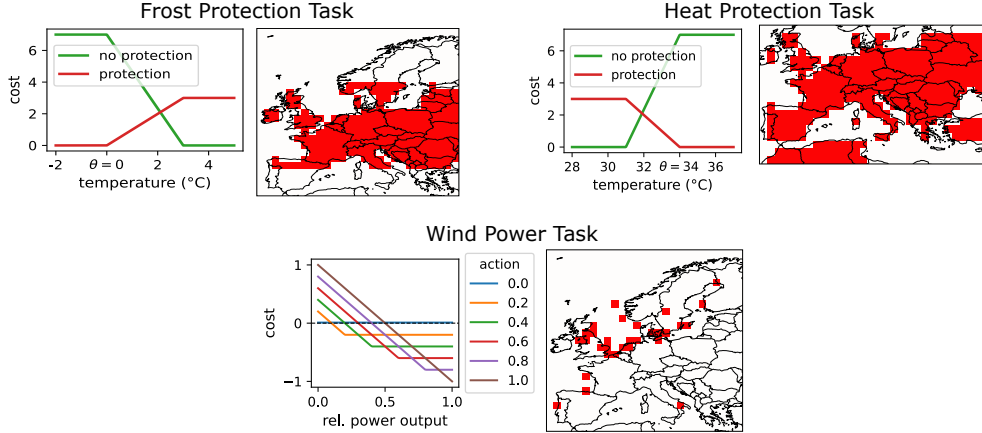 Frost Protection Task
6
4
2
0
cost
no protection
protection
-2
θ = 0
2
4
temperature (°C)
Heat Protection Task
6
4
2
0
cost
no protection
protection
28
30
32
θ = 34
36
temperature (°C)
Wind Power Task
1
0
−1
cost
0.0
0.5
1.0
rel. power output
action
0.0
0.2
0.4
0.6
0.8
1.0